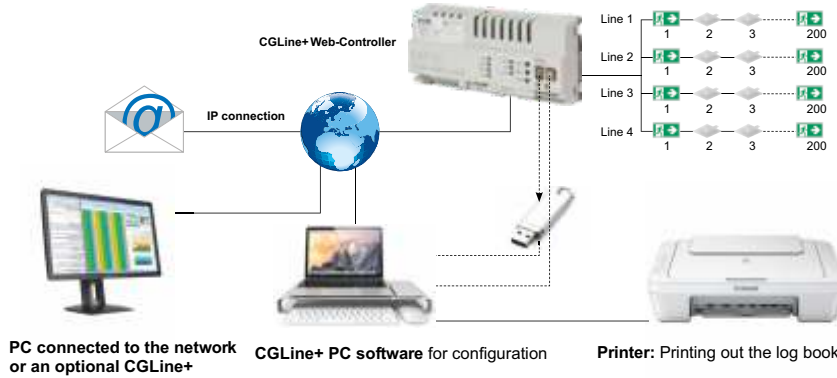 CGLine+ Web-Controller
Line 1
1 2 3 200
Line 2
1 2 3 200
Line 3
1 2 3 200
Line 4
1 2 3 200
IP connection
@
PC connected to the network
or an optional CGLine+
CGLine+ PC software for configuration
Printer: Printing out the log book